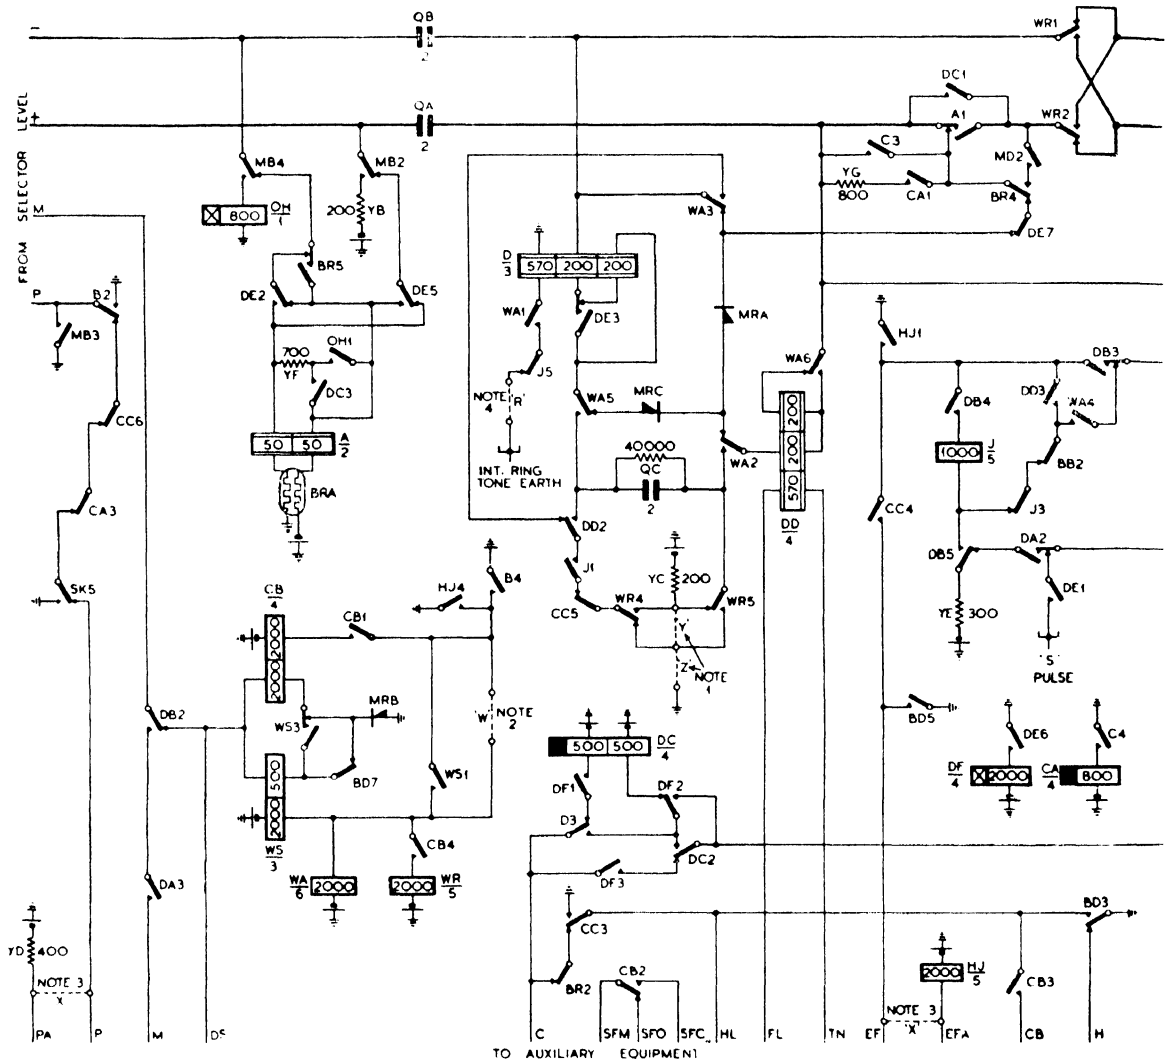 QB
2
WR1
−
DC1
QA
2
A1
WR2
+
C3
MD2
MB4
MB2
YG
800
CA1
BR4
WA3
DE7
OH
1
800
200
YB
FROM SELECTOR LEVEL
M
D
3
570
200
200
BR5
DE2
DE5
WA1
DE3
MRA
P
B2
MB3
HJ1
WA6
DB3
700
YF
OH1
DC3
J5
NOTE
4
'R'
WA5
MRC
200
200
570
DD
4
DB4
DD3
WA4
CC6
50
50
A
2
INT. RING
TONE EARTH
40000
QC
2
WA2
1000
J
5
BB2
BRA
CA3
DD2
CC4
J3
DB5
DA2
J1
YC
200
SK5
CB
4
HJ4
B4
CC5
WR4
WR5
DE1
YE
300
CB1
200
2000
'Y'
'Z'
NOTE
1
'S'
PULSE
DB2
WS3
MRB
'W'
NOTE
2
BD5
DE6
C4
500
500
DC
4
500
200
WS
3
BD7
WS1
DF
4
2000
CA
4
800
DF1
DF2
D3
DC2
CB4
DA3
WA
6
2000
WR
5
2000
DF3
YD
400
CC3
BD3
HJ
5
2000
BR2
CB2
CB3
NOTE 3
'X'
NOTE 3
'X'
PA
P
M
DS
C
SFM
SFO
SFC
HL
FL
TN
EF
EFA
CB
H
TO AUXILIARY EQUIPMENT